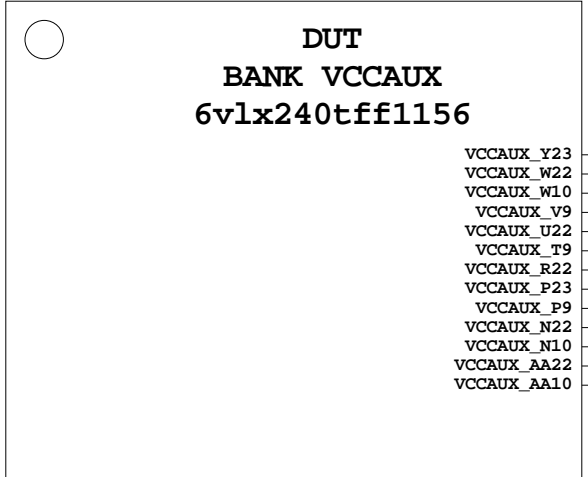 DUT
BANK VCCAUX
6vlx240tff1156
VCCAUX_Y23
VCCAUX_W22
VCCAUX_W10
VCCAUX_V9
VCCAUX_U22
VCCAUX_T9
VCCAUX_R22
VCCAUX_P23
VCCAUX_P9
VCCAUX_N22
VCCAUX_N10
VCCAUX_AA22
VCCAUX_AA10